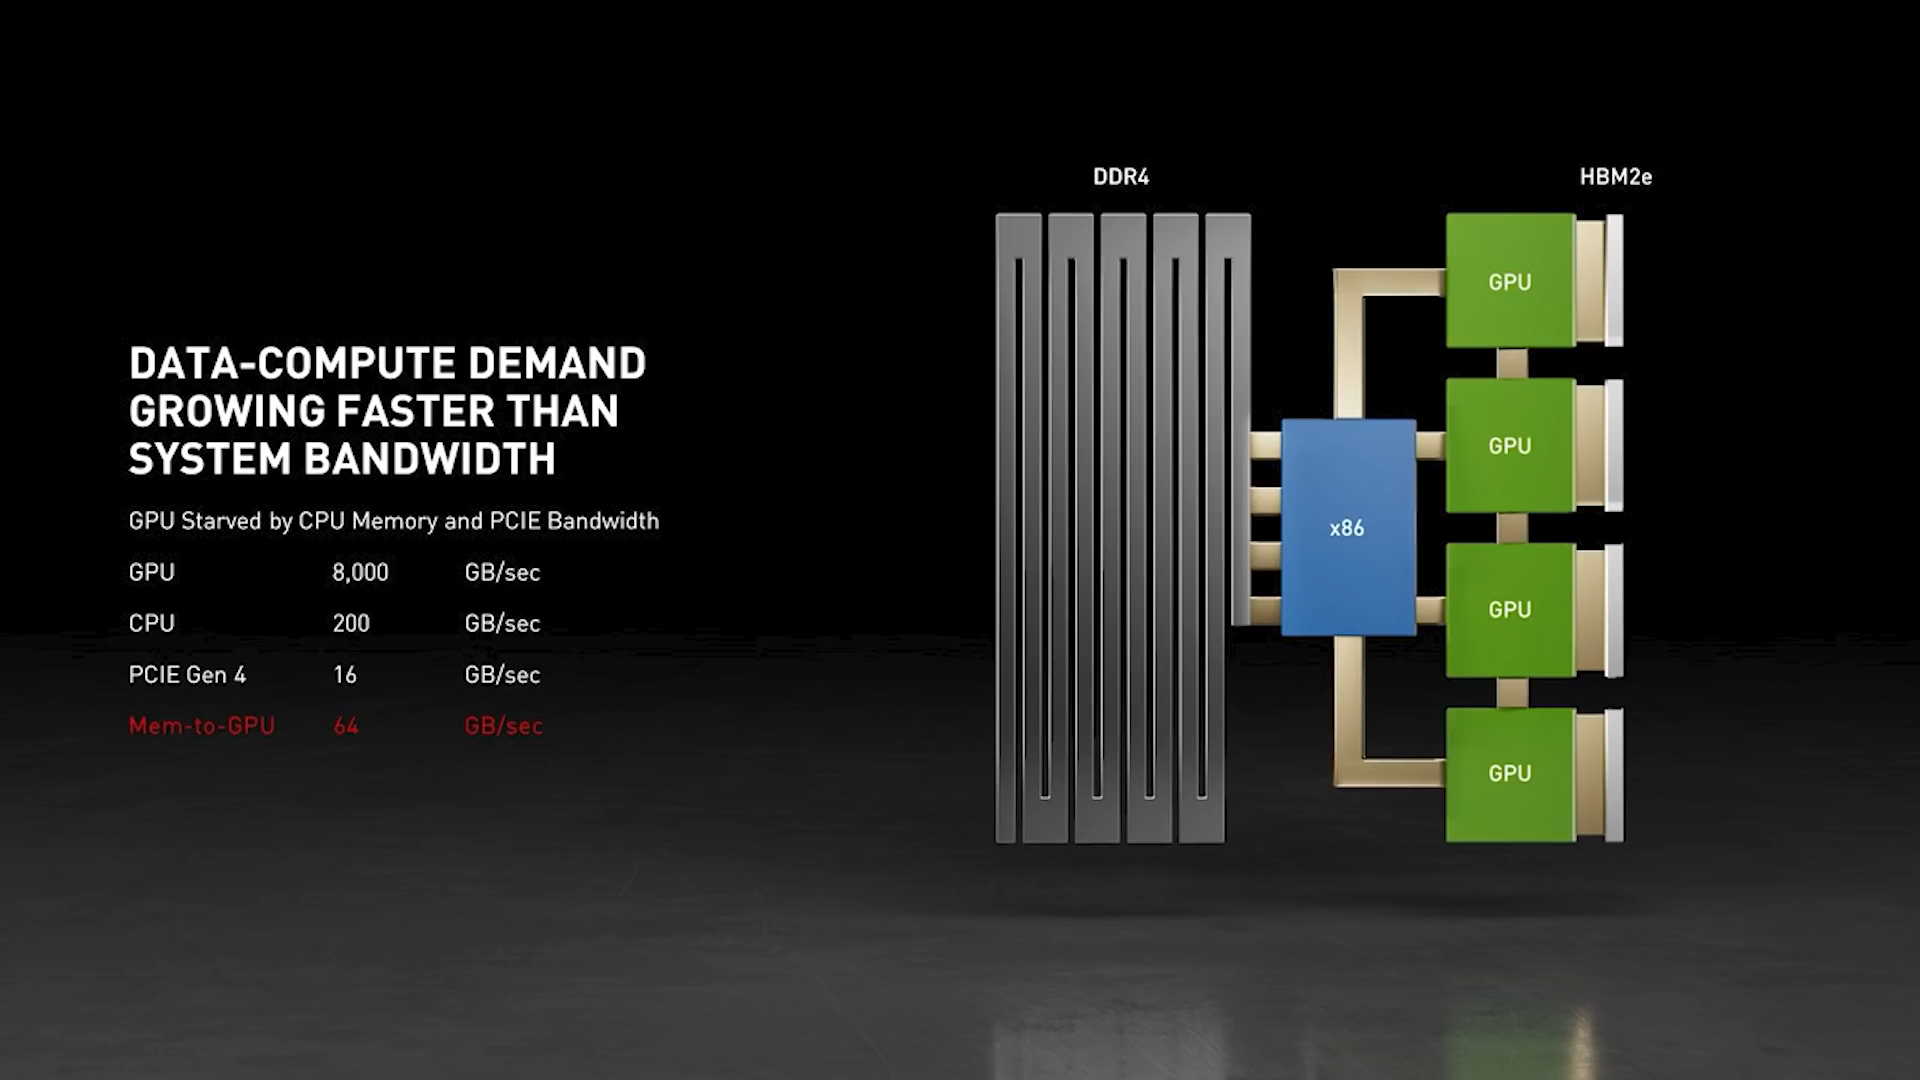 DATA-COMPUTE DEMAND
GROWING FASTER THAN
SYSTEM BANDWIDTH
GPU Starved by CPU Memory and PCIE Bandwidth
GPU 8,000 GB/sec
CPU 200 GB/sec
PCIE Gen 4 16 GB/sec
Mem-to-GPU 64 GB/sec
DDR4
HBM2e
GPU
GPU
x86
GPU
GPU